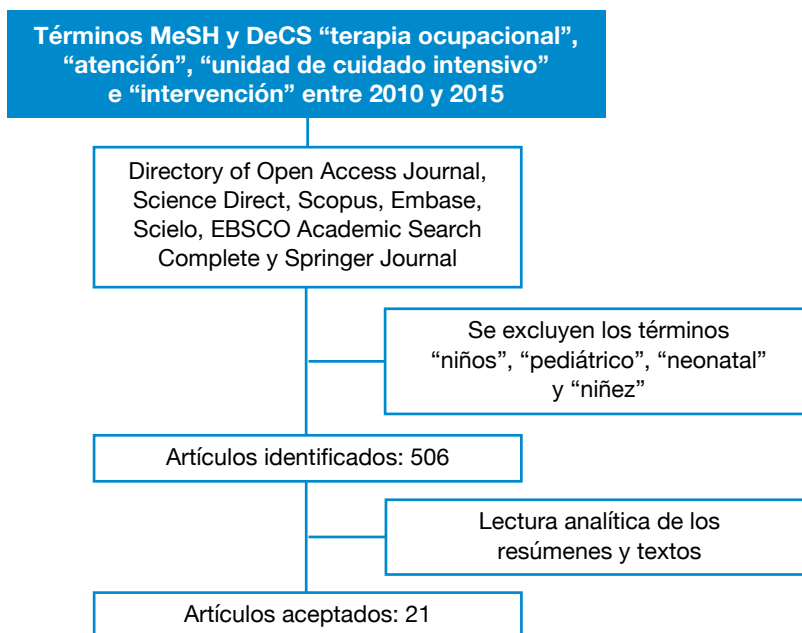 Términos MeSH y DeCS “terapia ocupacional”,
“atención”, “unidad de cuidado intensivo”
e “intervención” entre 2010 y 2015
Directory of Open Access Journal,
Science Direct, Scopus, Embase,
Scielo, EBSCO Academic Search
Complete y Springer Journal
Se excluyen los términos
“niños”, “pediátrico”, “neonatal”
y “niñez”
Artículos identificados: 506
Lectura analítica de los
resúmenes y textos
Artículos aceptados: 21